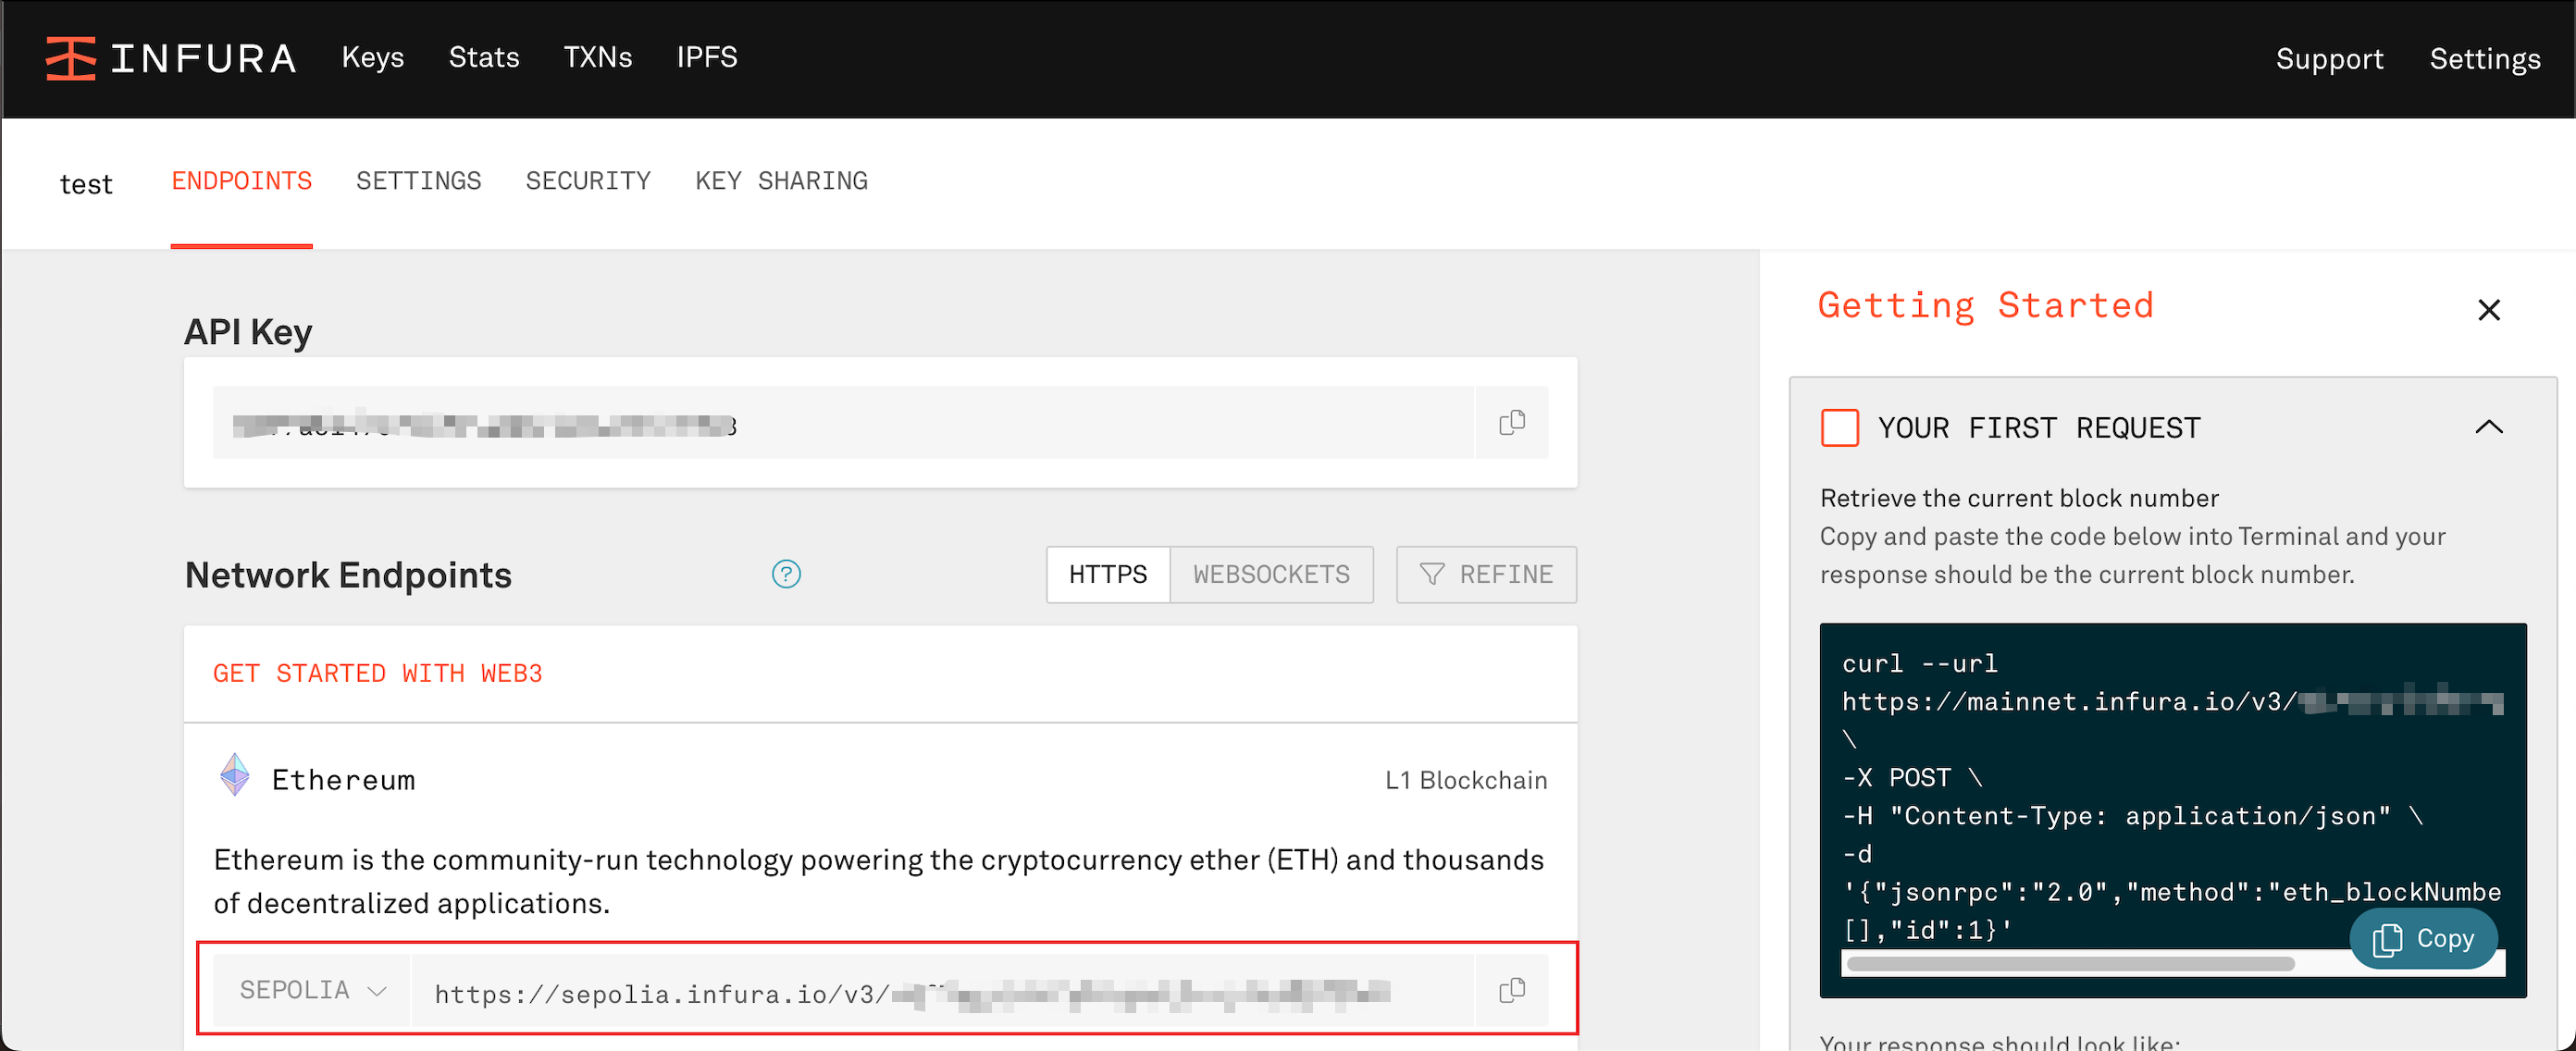 INFURA Keys Stats TXNs IPFS Support Settings
test ENDPOINTS SETTINGS SECURITY KEY SHARING
API Key
Network Endpoints
? HTTPS WEBSOCKETS REFINE
GET STARTED WITH WEB3
Ethereum L1 Blockchain
Ethereum is the community-run technology powering the cryptocurrency ether (ETH) and thousands
of decentralized applications.
SEPOLIA https://sepolia.infura.io/v3/
Getting Started
YOUR FIRST REQUEST
Retrieve the current block number
Copy and paste the code below into Terminal and your
response should be the current block number.
curl --url
https://mainnet.infura.io/v3/
\
-X POST \
-H "Content-Type: application/json" \
-d
'{"jsonrpc":"2.0","method":"eth_blockNumbe
[],"id":1}'
Copy
Your response should look like: